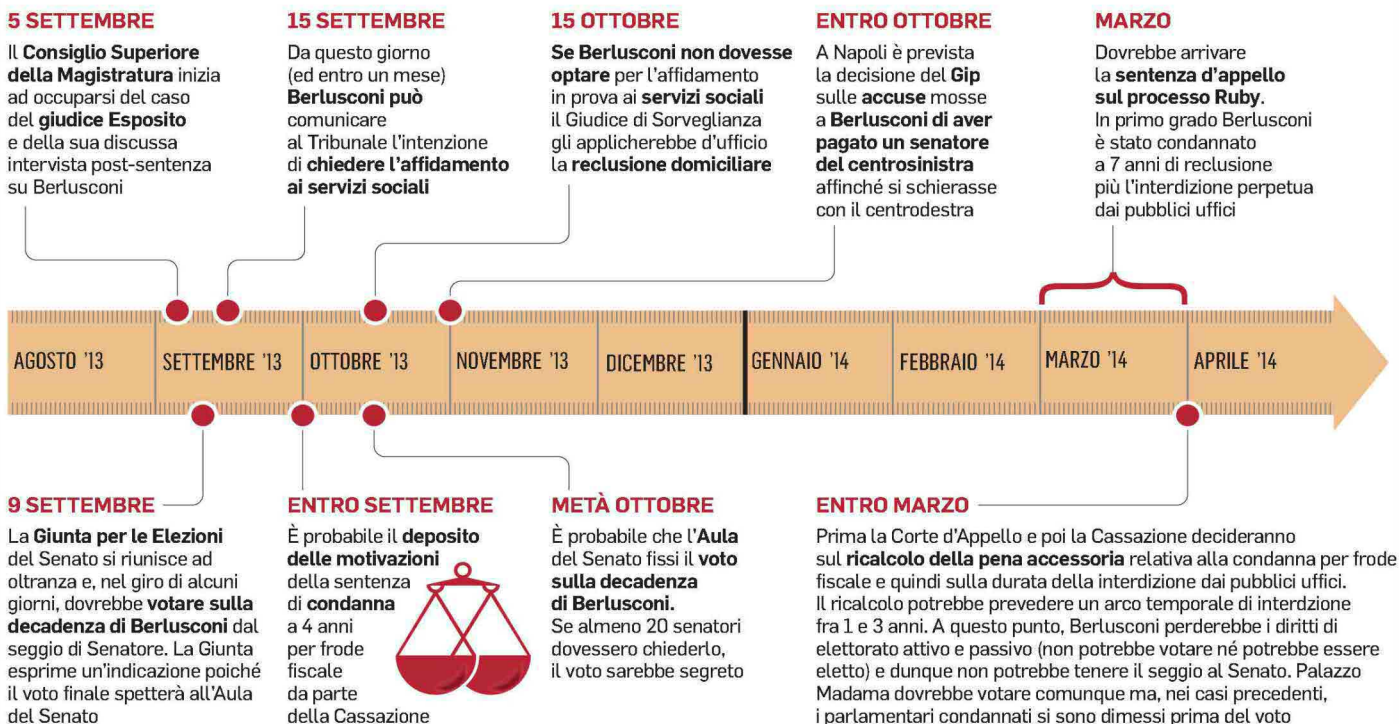 5 SETTEMBRE
Il Consiglio Superiore
della Magistratura inizia
ad occuparsi del caso
del giudice Esposito
e della sua discussa
intervista post-sentenza
su Berlusconi
15 SETTEMBRE
Da questo giorno
(ed entro un mese)
Berlusconi può
comunicare
al Tribunale l'intenzione
di chiedere l'affidamento
ai servizi sociali
15 OTTOBRE
Se Berlusconi non dovesse
optare per l'affidamento
in prova ai servizi sociali
il Giudice di Sorveglianza
gli applicherebbe d'ufficio
la reclusione domiciliare
ENTRO OTTOBRE
A Napoli è prevista
la decisione del Gip
sulle accuse mosse
a Berlusconi di aver
pagato un senatore
del centrosinistra
affinché si schierasse
con il centrodestra
MARZO
Dovrebbe arrivare
la sentenza d'appello
sul processo Ruby.
In primo grado Berlusconi
è stato condannato
a 7 anni di reclusione
più l'interdizione perpetua
dai pubblici uffici
AGOSTO '13
SETTEMBRE '13
OTTOBRE '13
NOVEMBRE '13
DICEMBRE '13
GENNAIO '14
FEBBRAIO '14
MARZO '14
APRILE '14
9 SETTEMBRE
La Giunta per le Elezioni
del Senato si riunisce ad
oltranza e, nel giro di alcuni
giorni, dovrebbe votare sulla
decadenza di Berlusconi dal
seggio di Senatore. La Giunta
esprime un'indicazione poiché
il voto finale spetterà all'Aula
del Senato
ENTRO SETTEMBRE
È probabile il deposito
delle motivazioni
della sentenza
di condanna
a 4 anni
per frode
fiscale
da parte
della Cassazione
METÀ OTTOBRE
È probabile che l'Aula
del Senato fissi il voto
sulla decadenza
di Berlusconi.
Se almeno 20 senatori
dovessero chiederlo,
il voto sarebbe segreto
ENTRO MARZO
Prima la Corte d'Appello e poi la Cassazione decideranno
sul ricalcolo della pena accessoria relativa alla condanna per frode
fiscale e quindi sulla durata della interdizione dai pubblici uffici.
Il ricalcolo potrebbe prevedere un arco temporale di interdzione
fra 1 e 3 anni. A questo punto, Berlusconi perderebbe i diritti di
elettorato attivo e passivo (non potrebbe votare né potrebbe essere
eletto) e dunque non potrebbe tenere il seggio al Senato. Palazzo
Madama dovrebbe votare comunque ma, nei casi precedenti,
i parlamentari condannati si sono dimessi prima del voto